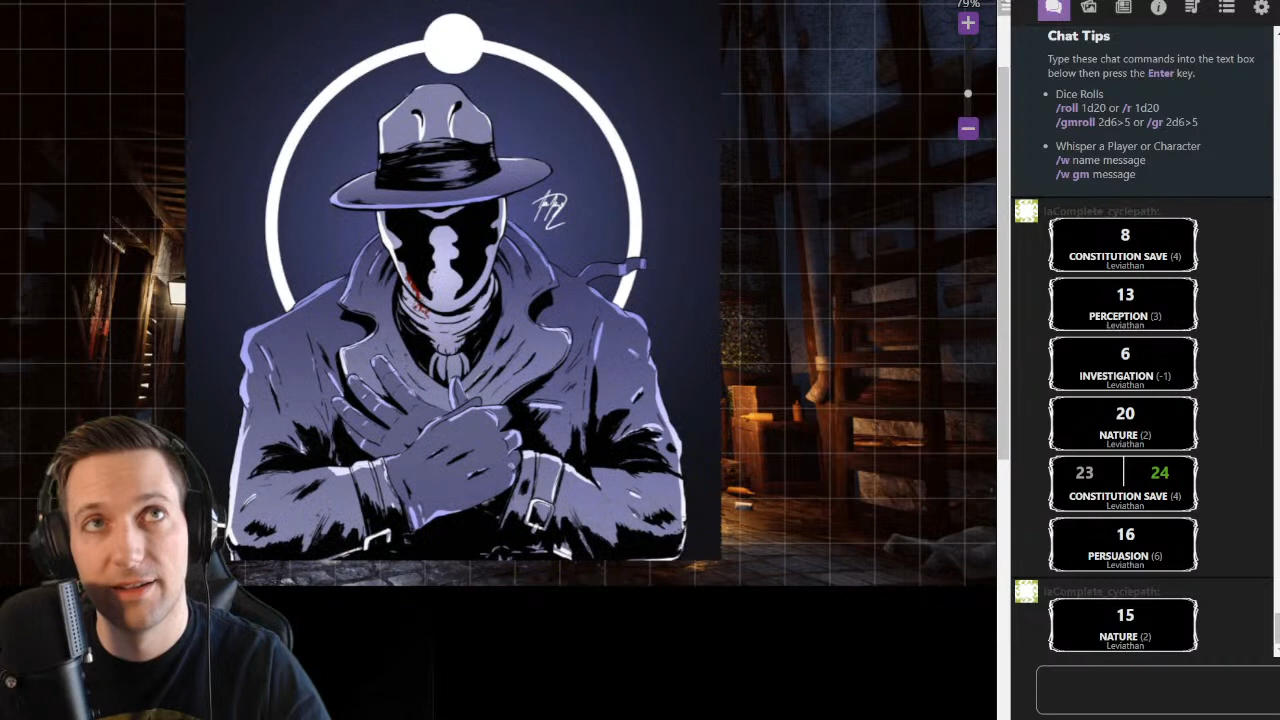 79%
+
Chat Tips
Type these chat commands into the text box
below then press the Enter key.
• Dice Rolls
/roll 1d20 or /r 1d20
/gmroll 2d6>5 or /gr 2d6>5
• Whisper a Player or Character
/w name message
/w gm message
8
CONSTITUTION SAVE (4)
Leviathan
13
PERCEPTION (3)
Leviathan
6
INVESTIGATION (-1)
Leviathan
20
NATURE (2)
Leviathan
23 24
CONSTITUTION SAVE (4)
Leviathan
16
PERSUASION (6)
Leviathan
15
NATURE (2)
Leviathan